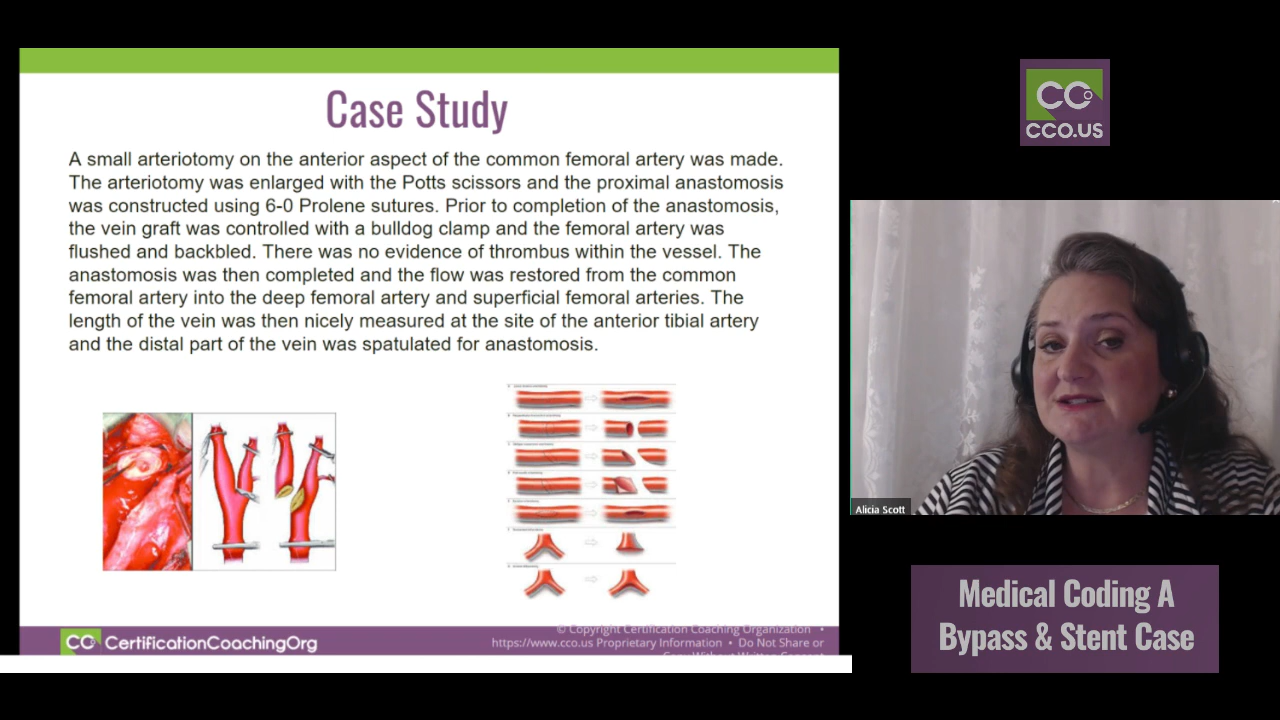 Case Study
A small arteriotomy on the anterior aspect of the common femoral artery was made.
The arteriotomy was enlarged with the Potts scissors and the proximal anastomosis
was constructed using 6-0 Prolene sutures. Prior to completion of the anastomosis,
the vein graft was controlled with a bulldog clamp and the femoral artery was
flushed and backbled. There was no evidence of thrombus within the vessel. The
anastomosis was then completed and the flow was restored from the common
femoral artery into the deep femoral artery and superficial femoral arteries. The
length of the vein was then nicely measured at the site of the anterior tibial artery
and the distal part of the vein was spatulated for anastomosis.
CO CertificationCoachingOrg
© Copyright Certification Coaching Organization •
https://www.cco.us Proprietary Information • Do Not Share or
CCO
CCO.US
Alicia Scott
Medical Coding A
Bypass & Stent Case